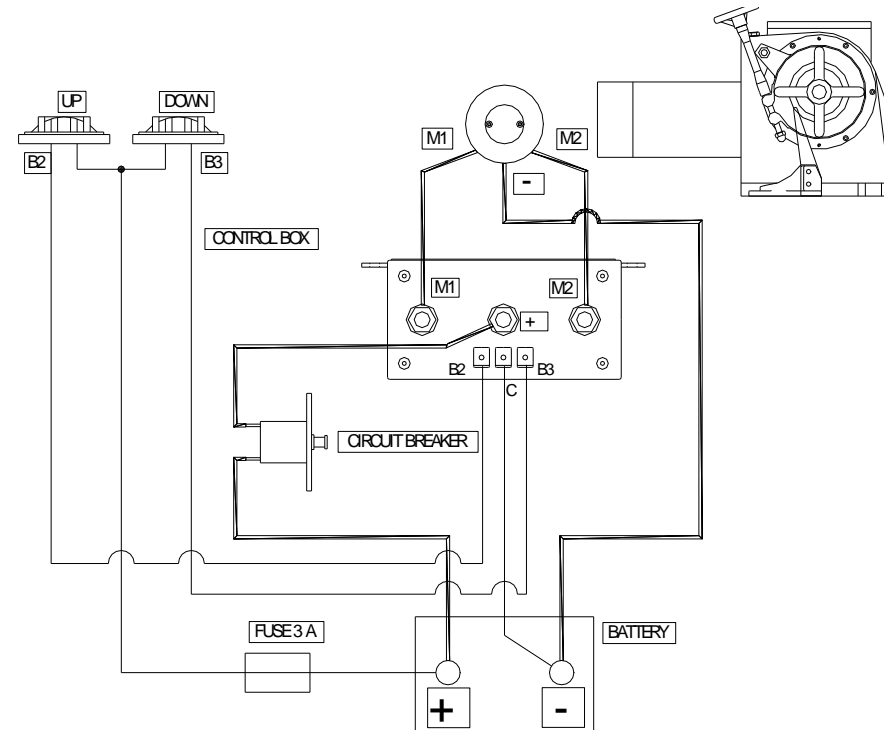 UP
DOWN
B2
B3
M1
M2
-
CONTROL BOX
M1
M2
+
B2
B3
C
CIRCUIT BREAKER
FUSE 3 A
BATTERY
+
-